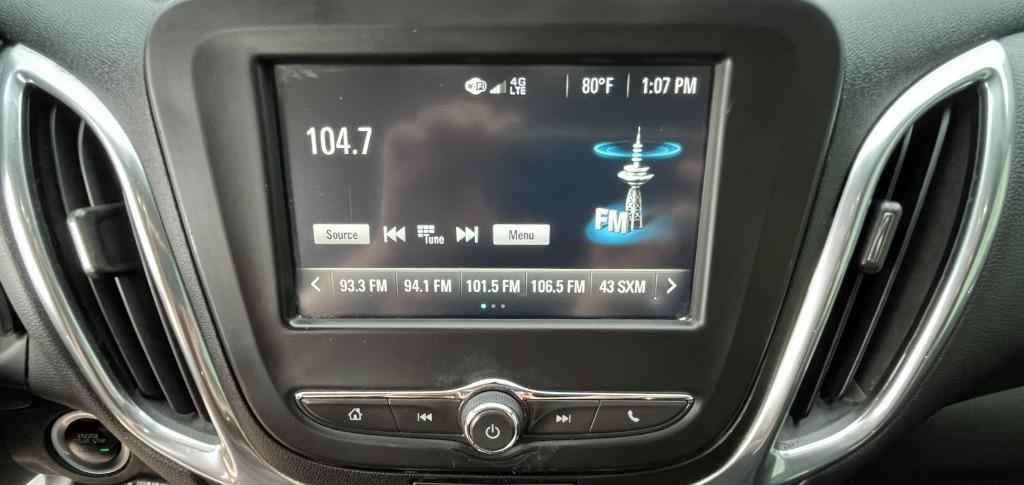 WiFi 4G LTE 80°F 1:07 PM
104.7
FM
Source Tune Menu
93.3 FM 94.1 FM 101.5 FM 106.5 FM 43 SXM